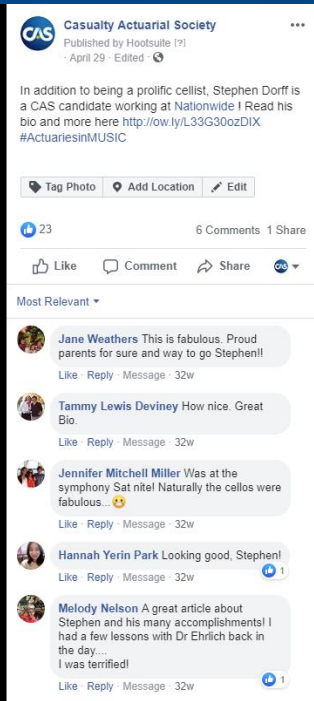 CAS
Casualty Actuarial Society
Published by Hootsuite [?]
· April 29 · Edited ·
In addition to being a prolific cellist, Stephen Dorff is
a CAS candidate working at Nationwide ! Read his
bio and more here http://ow.ly/L33G30ozDIX
#ActuariesinMUSIC
Tag Photo Add Location Edit
23 6 Comments 1 Share
Like Comment Share CAS
Most Relevant
Jane Weathers This is fabulous. Proud
parents for sure and way to go Stephen!!
Like · Reply · Message · 32w
Tammy Lewis Deviney How nice. Great
Bio.
Like · Reply · Message · 32w
Jennifer Mitchell Miller Was at the
symphony Sat nite! Naturally the cellos were
fabulous... 😁
Like · Reply · Message · 32w
Hannah Yerin Park Looking good, Stephen!
1
Like · Reply · Message · 32w
Melody Nelson A great article about
Stephen and his many accomplishments! I
had a few lessons with Dr Ehrlich back in
the day....
I was terrified!
1
Like · Reply · Message · 32w